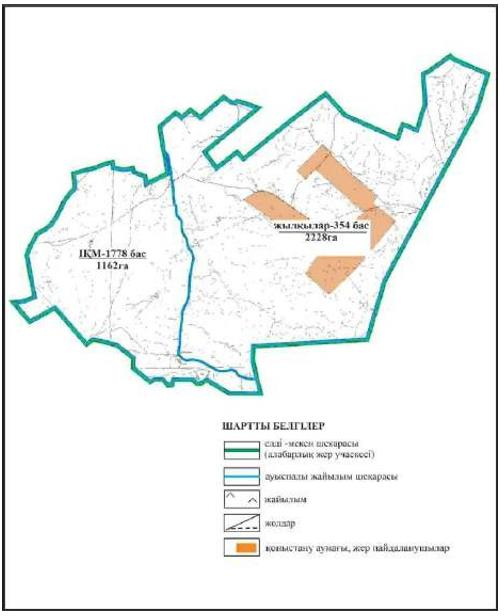 жылқылар-354 бас
2228га
ІҚМ-1778 бас
1162га
ШАРТТЫ БЕЛГІЛЕР
елді -мекен шекарасы
(алабарлық жер учаскесі)
ауыспалы жайылым шекарасы
жайылым
жолдар
қоныстану аумағы, жер пайдаланушылар